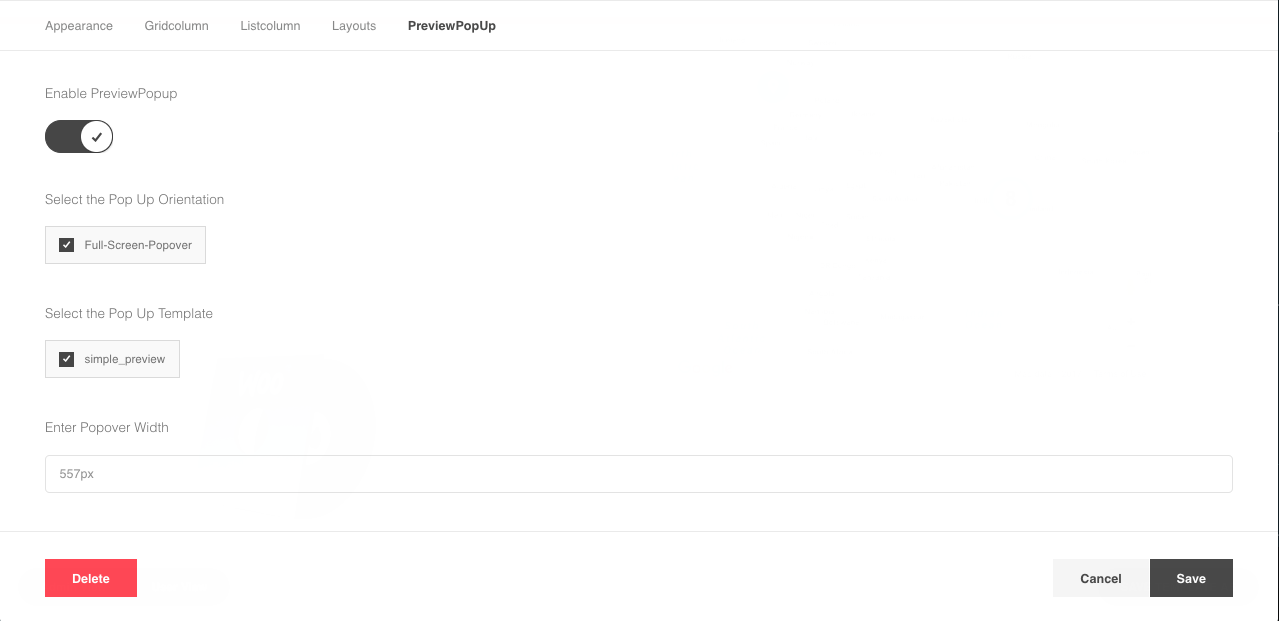 Appearance Gridcolumn Listcolumn Layouts PreviewPopUp
Enable PreviewPopup
Select the Pop Up Orientation
Full-Screen-Popover
Select the Pop Up Template
simple_preview
Enter Popover Width
557px
Delete Cancel Save